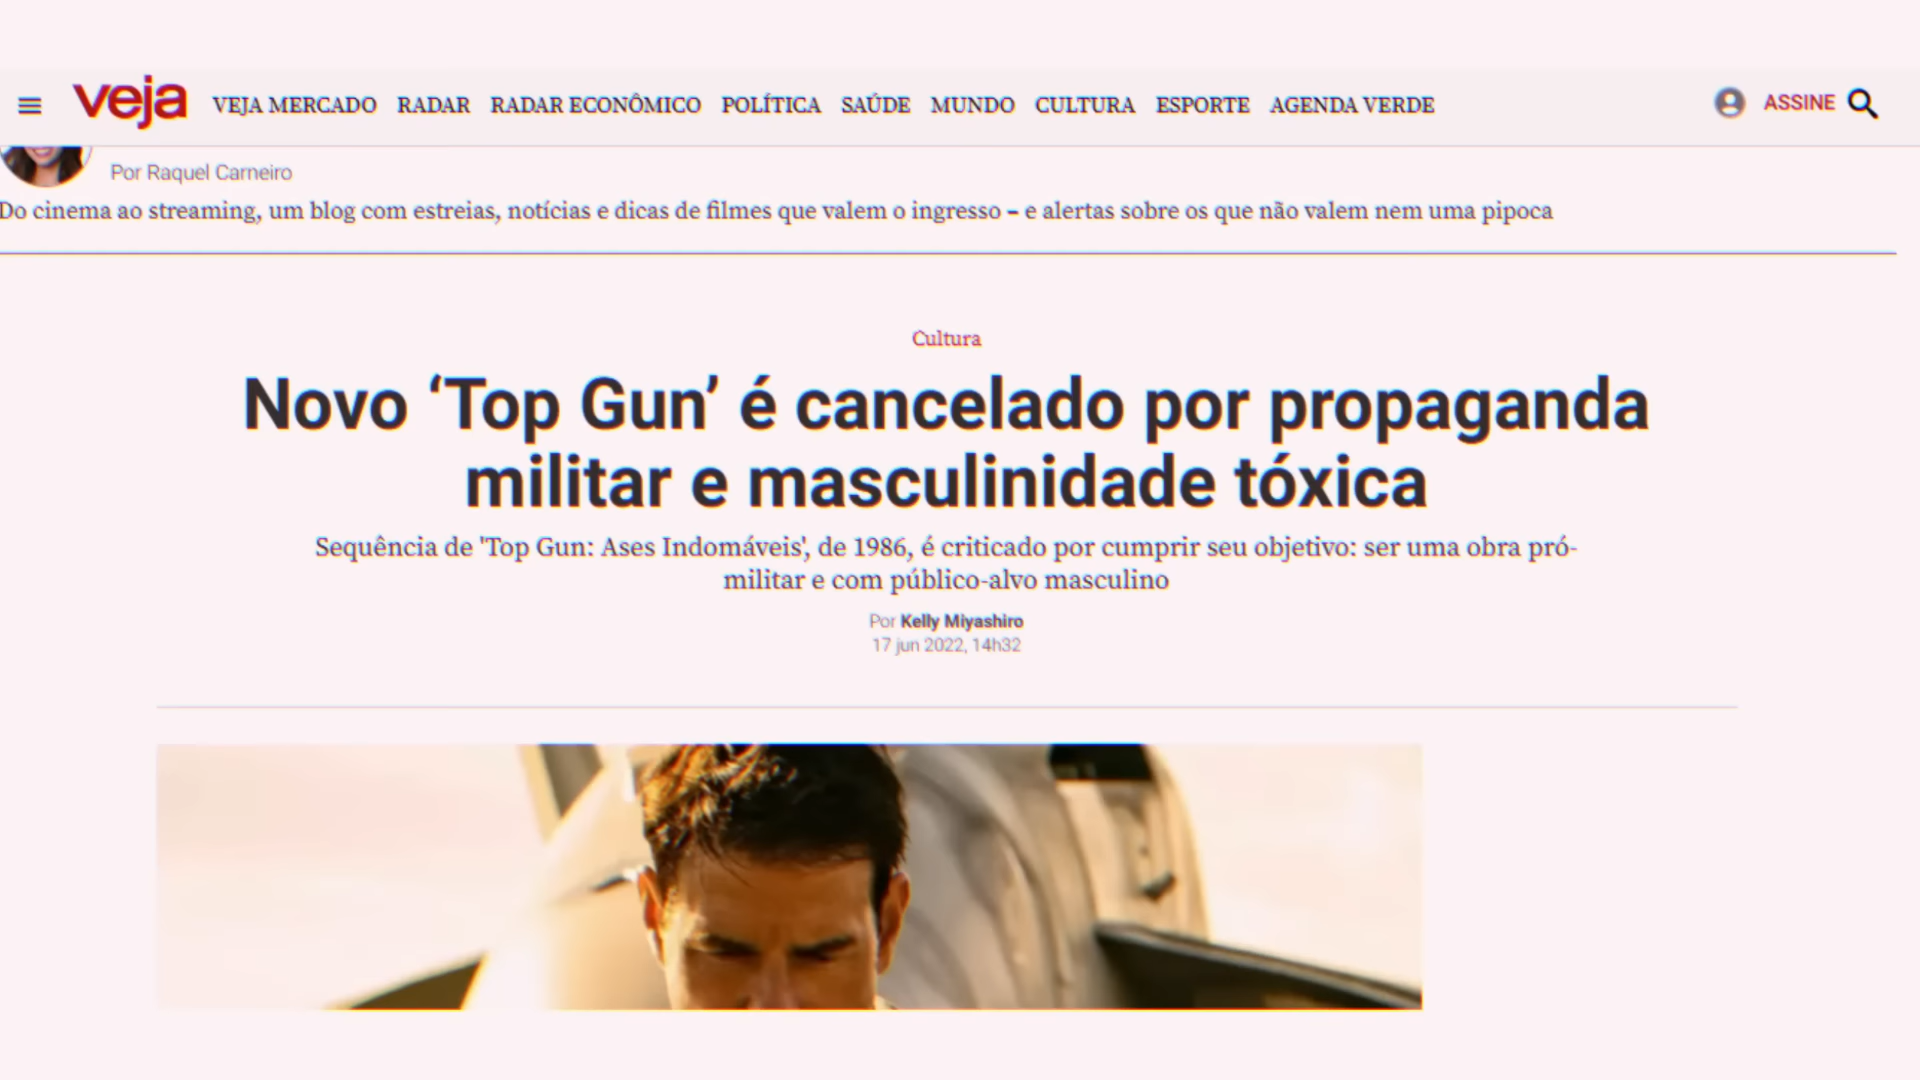 veja VEJA MERCADO RADAR RADAR ECONÔMICO POLÍTICA SAÚDE MUNDO CULTURA ESPORTE AGENDA VERDE ASSINE
Por Raquel Carneiro
Do cinema ao streaming, um blog com estreias, notícias e dicas de filmes que valem o ingresso – e alertas sobre os que não valem nem uma pipoca
Cultura
Novo ‘Top Gun’ é cancelado por propaganda
militar e masculinidade tóxica
Sequência de 'Top Gun: Ases Indomáveis', de 1986, é criticado por cumprir seu objetivo: ser uma obra pró-
militar e com público-alvo masculino
Por Kelly Miyashiro
17 jun 2022, 14h32